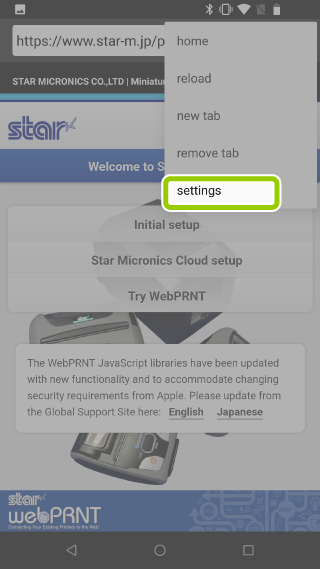 https://www.star-m.jp/p
home
reload
new tab
remove tab
settings
STAR MICRONICS CO.,LTD | Miniatur
star
Welcome to S
Initial setup
Star Micronics Cloud setup
Try WebPRNT
The WebPRNT JavaScript libraries have been updated
with new functionality and to accommodate changing
security requirements from Apple. Please update from
the Global Support Site here: English Japanese
star
webPRNT
Connecting Your Existing Printers to the Web